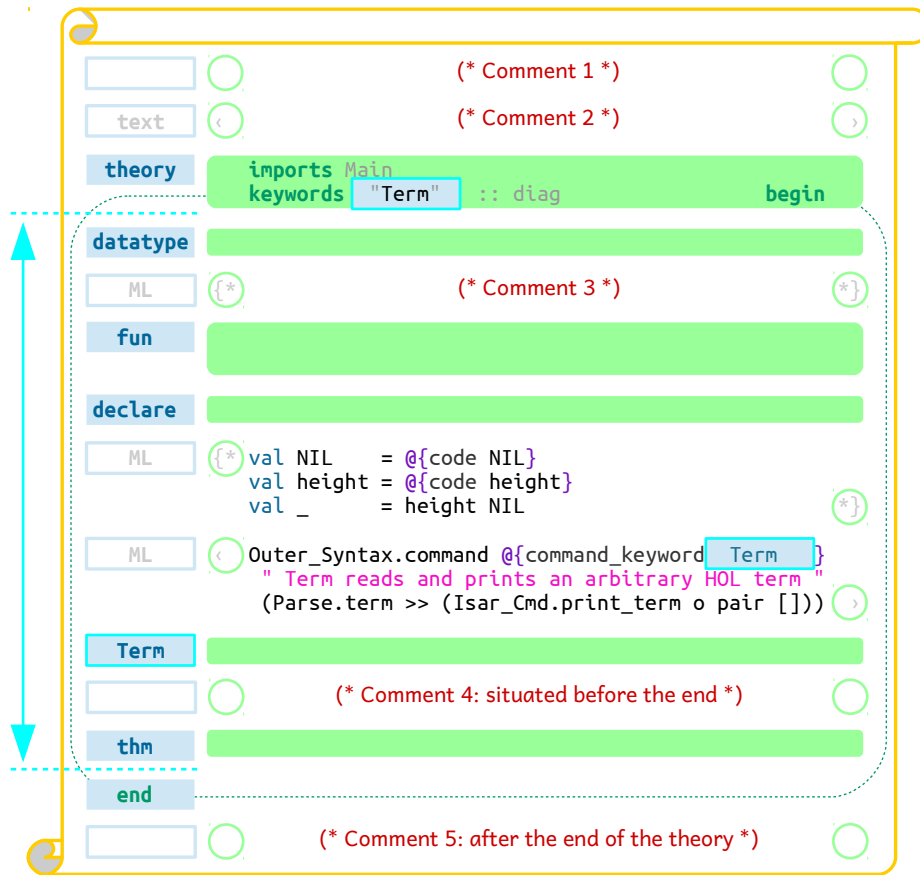 (* Comment 1 *)
text ‹ (* Comment 2 *) ›
theory imports Main
keywords "Term" :: diag begin
datatype
ML {* (* Comment 3 *) *}
fun
declare
ML {* val NIL = @{code NIL}
val height = @{code height}
val _ = height NIL *}
ML ‹ Outer_Syntax.command @{command_keyword Term }
" Term reads and prints an arbitrary HOL term "
(Parse.term >> (Isar_Cmd.print_term o pair [])) ›
Term
(* Comment 4: situated before the end *)
thm
end
(* Comment 5: after the end of the theory *)